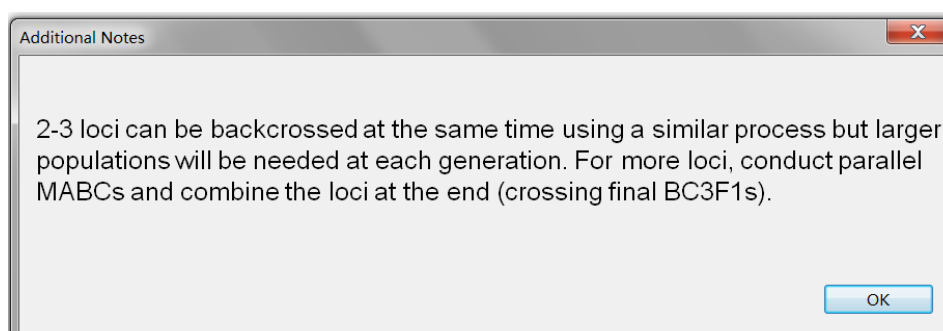 Additional Notes
2-3 loci can be backcrossed at the same time using a similar process but larger
populations will be needed at each generation. For more loci, conduct parallel
MABCs and combine the loci at the end (crossing final BC3F1s).
OK